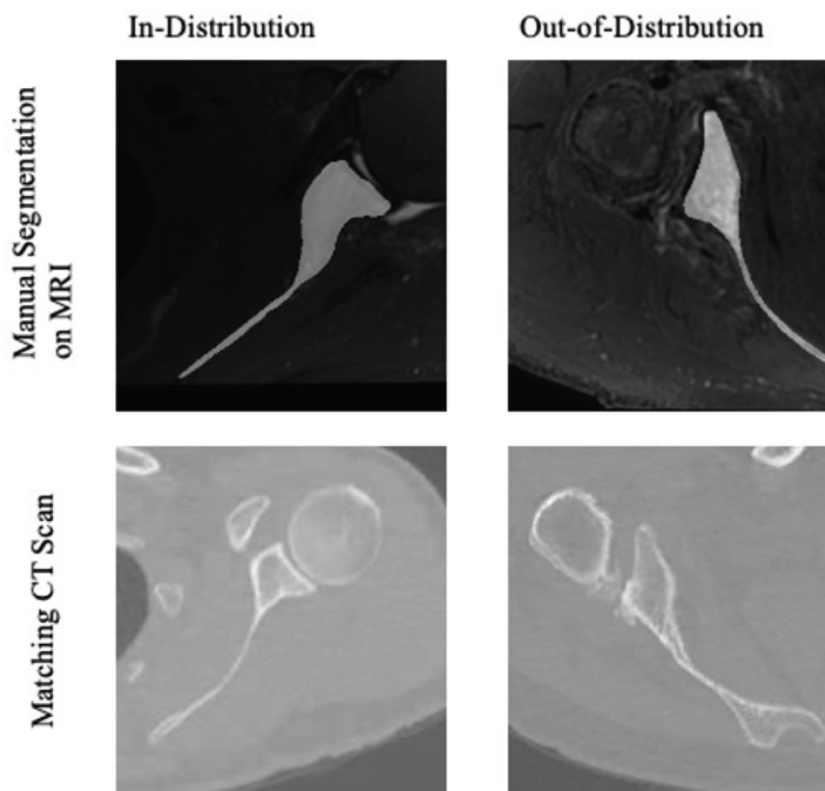 In-Distribution
Out-of-Distribution
Manual Segmentation
on MRI
Matching CT Scan